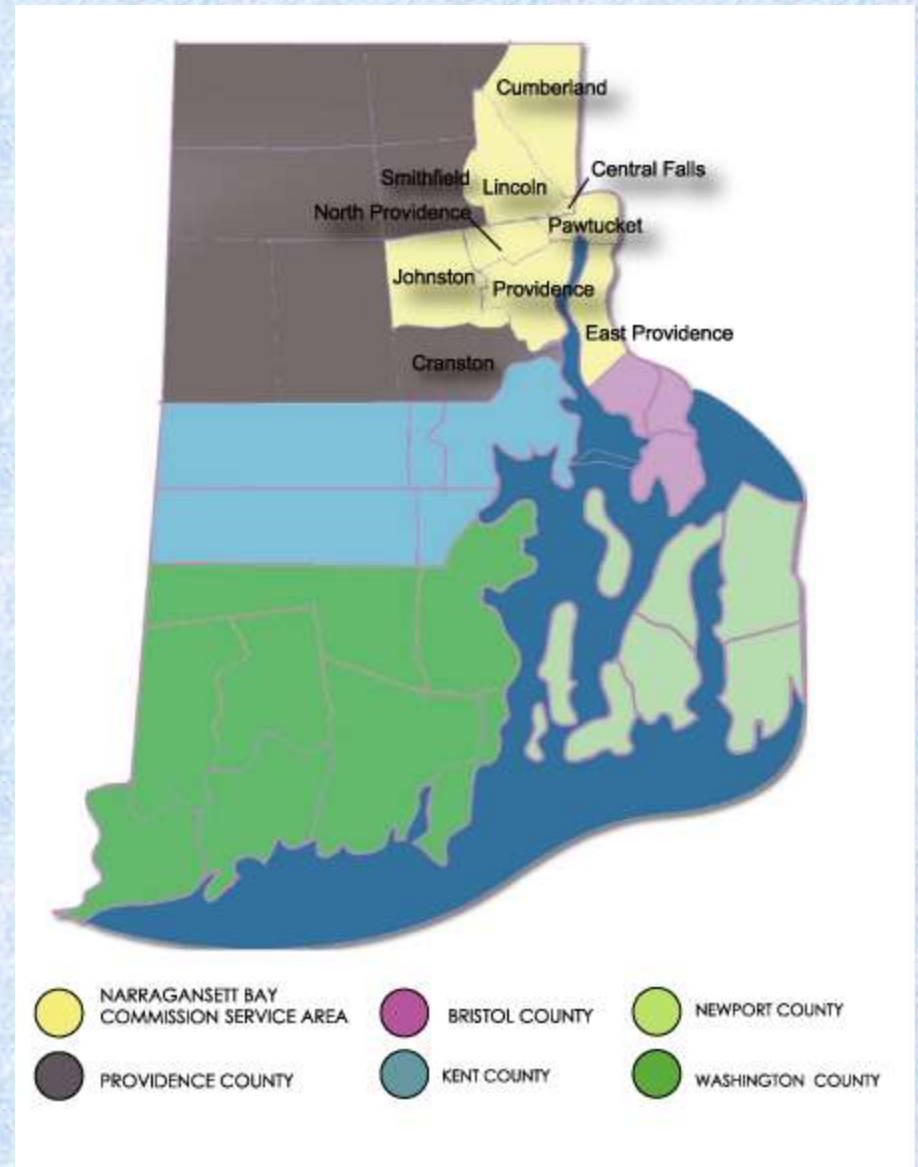 Cumberland
Central Falls
Smithfield
Lincoln
North Providence
Pawtucket
Johnston
Providence
East Providence
Cranston
NARRAGANSETT BAY
COMMISSION SERVICE AREA
BRISTOL COUNTY
NEWPORT COUNTY
PROVIDENCE COUNTY
KENT COUNTY
WASHINGTON COUNTY